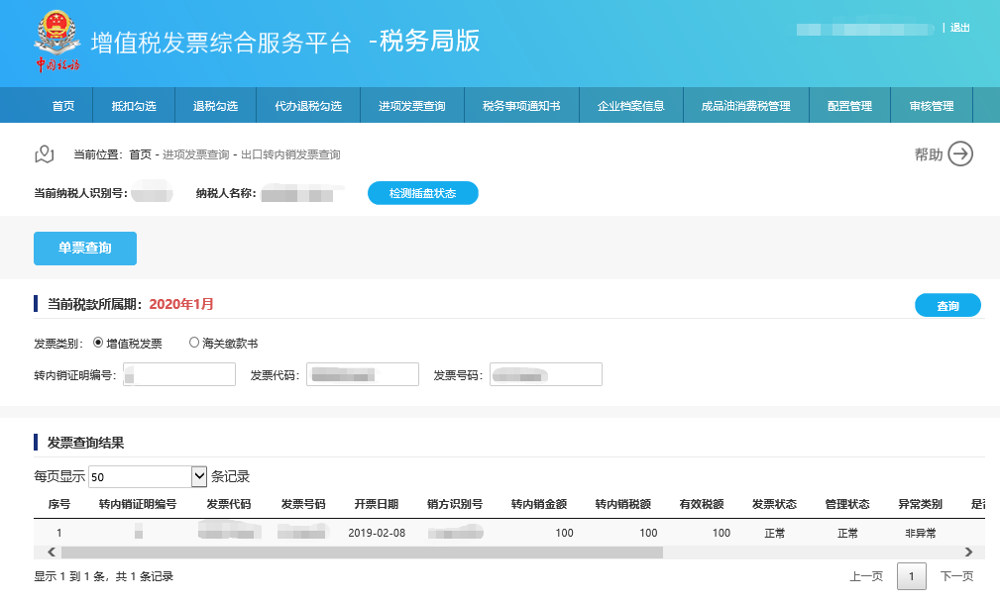 增值税发票综合服务平台 -税务局版
| 退出
中国税务
首页 抵扣勾选 退税勾选 代办退税勾选 进项发票查询 税务事项通知书 企业档案信息 成品油消费税管理 配置管理 审核管理
当前位置：首页 - 进项发票查询 - 出口转内销发票查询 帮助
当前纳税人识别号： 纳税人名称： 检测插盘状态
单票查询
当前税款所属期：2020年1月 查询
发票类别： 增值税发票 海关缴款书
转内销证明编号： 发票代码： 发票号码：
发票查询结果
每页显示 50 条记录
序号 转内销证明编号 发票代码 发票号码 开票日期 销方识别号 转内销金额 转内销税额 有效税额 发票状态 管理状态 异常类别
1 2019-02-08 100 100 100 正常 正常 非异常
显示 1 到 1 条，共 1 条记录 上一页 1 下一页